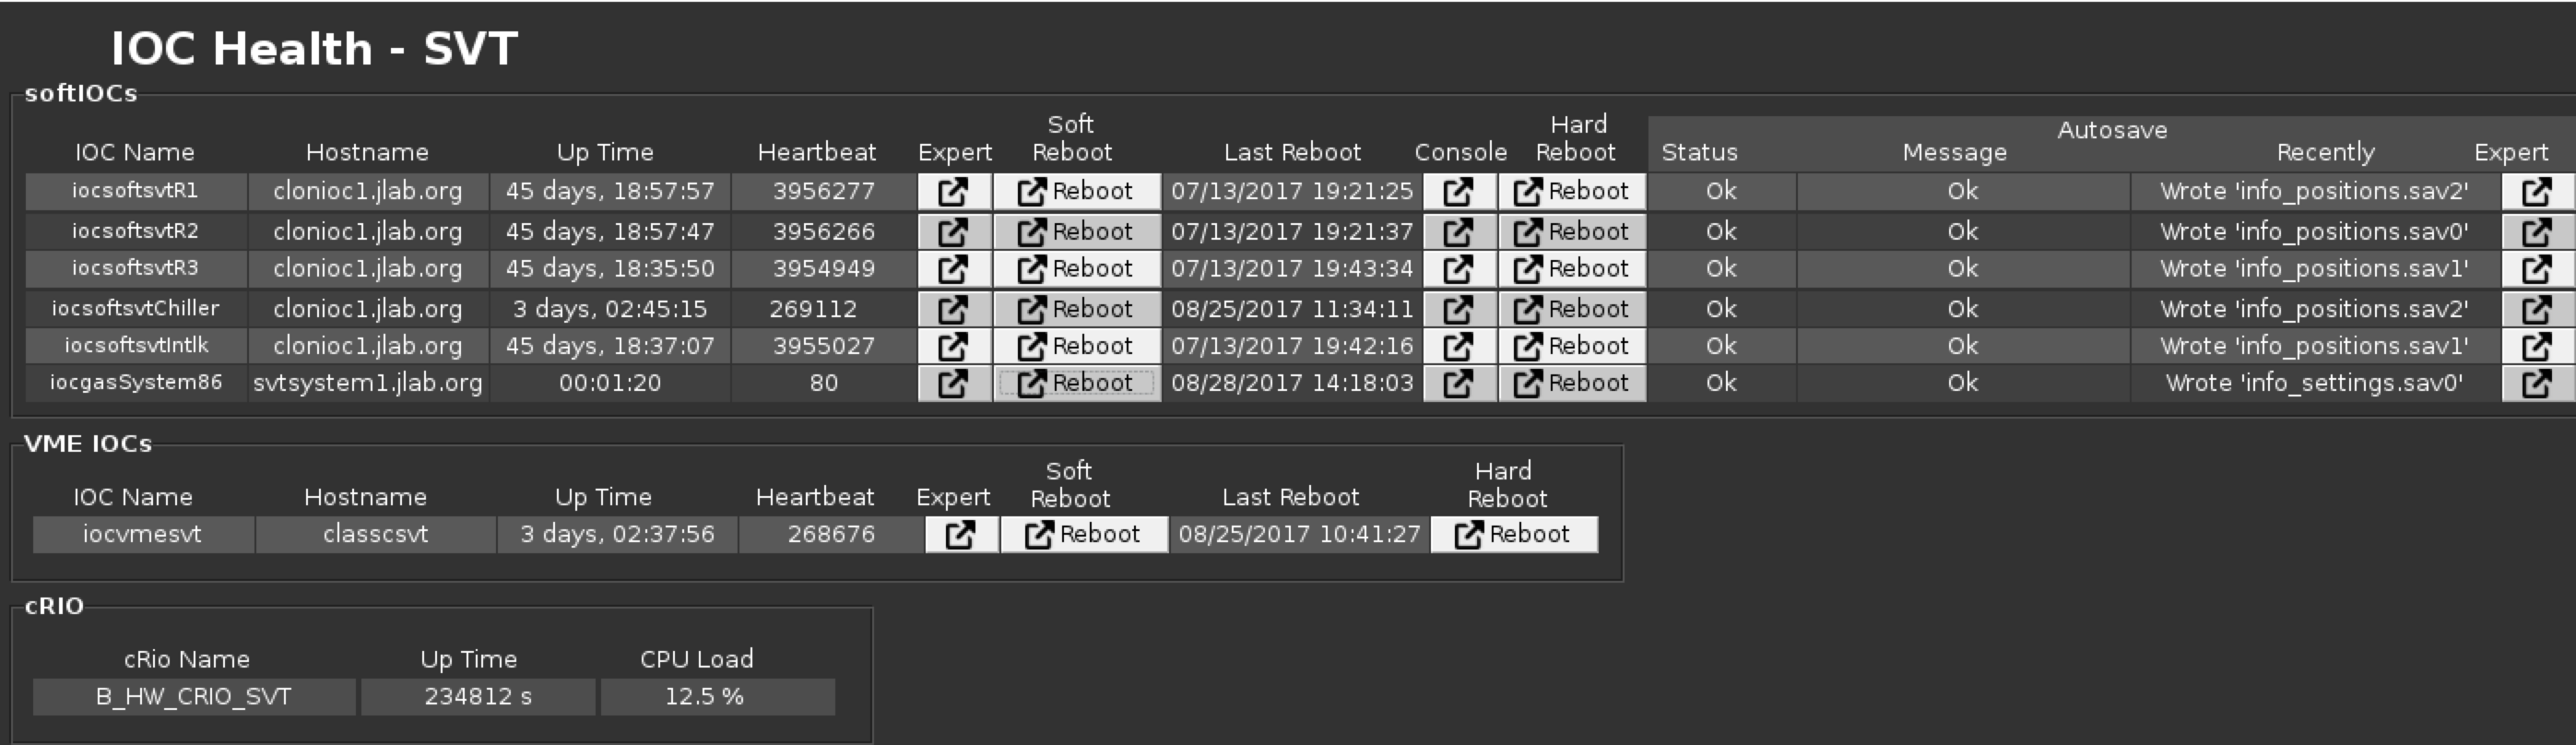 IOC Health - SVT
softIOCs
Soft Hard Autosave
IOC Name Hostname Up Time Heartbeat Expert Reboot Last Reboot Console Reboot Status Message Recently Expert
iocsoftsvtR1 clonioc1.jlab.org 45 days, 18:57:57 3956277 Reboot 07/13/2017 19:21:25 Reboot Ok Ok Wrote 'info_positions.sav2'
iocsoftsvtR2 clonioc1.jlab.org 45 days, 18:57:47 3956266 Reboot 07/13/2017 19:21:37 Reboot Ok Ok Wrote 'info_positions.sav0'
iocsoftsvtR3 clonioc1.jlab.org 45 days, 18:35:50 3954949 Reboot 07/13/2017 19:43:34 Reboot Ok Ok Wrote 'info_positions.sav1'
iocsoftsvtChiller clonioc1.jlab.org 3 days, 02:45:15 269112 Reboot 08/25/2017 11:34:11 Reboot Ok Ok Wrote 'info_positions.sav2'
iocsoftsvtIntlk clonioc1.jlab.org 45 days, 18:37:07 3955027 Reboot 07/13/2017 19:42:16 Reboot Ok Ok Wrote 'info_positions.sav1'
iocgasSystem86 svtsystem1.jlab.org 00:01:20 80 Reboot 08/28/2017 14:18:03 Reboot Ok Ok Wrote 'info_settings.sav0'
VME IOCs
Soft Hard
IOC Name Hostname Up Time Heartbeat Expert Reboot Last Reboot Reboot
iocvmesvt classcsvt 3 days, 02:37:56 268676 Reboot 08/25/2017 10:41:27 Reboot
cRIO
cRio Name Up Time CPU Load
B_HW_CRIO_SVT 234812 s 12.5 %